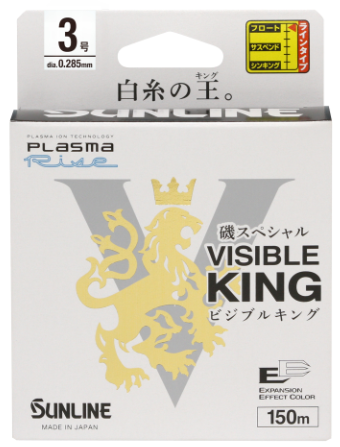 3号
dia.0.285mm
フロート
サスペンド
シンキング
ラインタイプ
キング
白糸の王。
SUNLINE
PLASMA ION TECHNOLOGY
PLASMA
Rise
V
磯スペシャル
VISIBLE
KING
ビジブルキング
EE
EXPANSION
EFFECT COLOR
SUNLINE
MADE IN JAPAN
150m